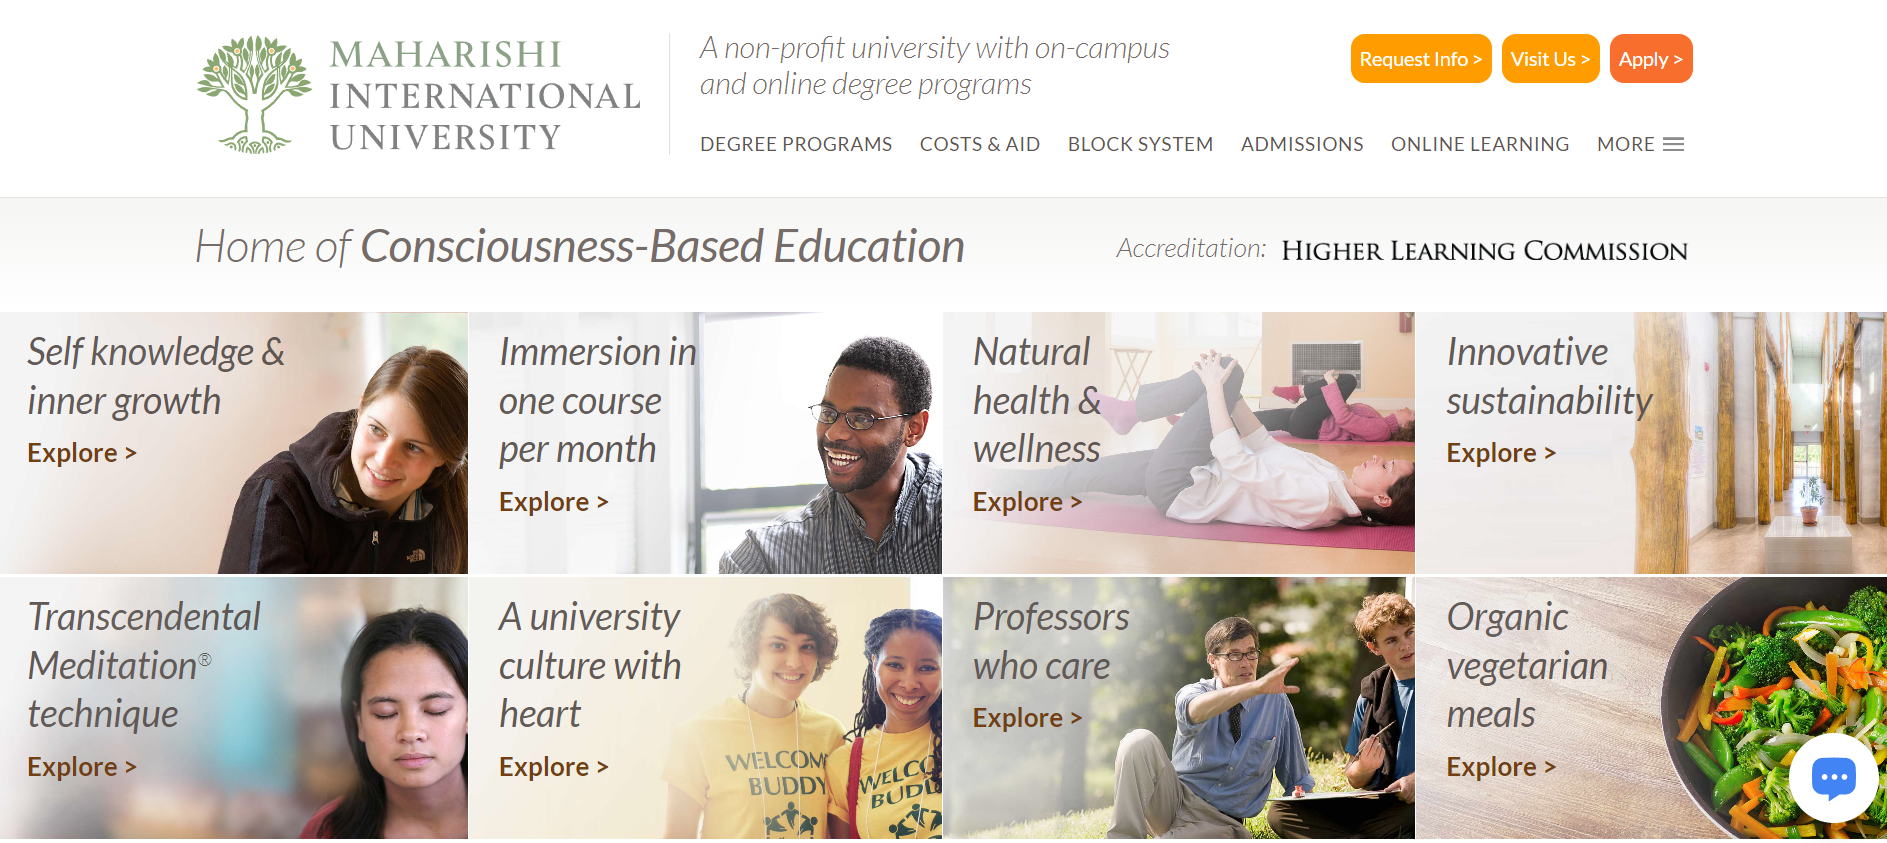 MAHARISHI
INTERNATIONAL
UNIVERSITY
A non-profit university with on-campus
and online degree programs
Request Info >
Visit Us >
Apply >
DEGREE PROGRAMS
COSTS & AID
BLOCK SYSTEM
ADMISSIONS
ONLINE LEARNING
MORE
Home of Consciousness-Based Education
Accreditation: HIGHER LEARNING COMMISSION
Self knowledge &
inner growth
Explore >
Immersion in
one course
per month
Explore >
Natural
health &
wellness
Explore >
Innovative
sustainability
Explore >
Transcendental
Meditation®
technique
Explore >
A university
culture with
heart
Explore >
WELCOME
BUDDY
WELCO
BUDD
Professors
who care
Explore >
Organic
vegetarian
meals
Explore >